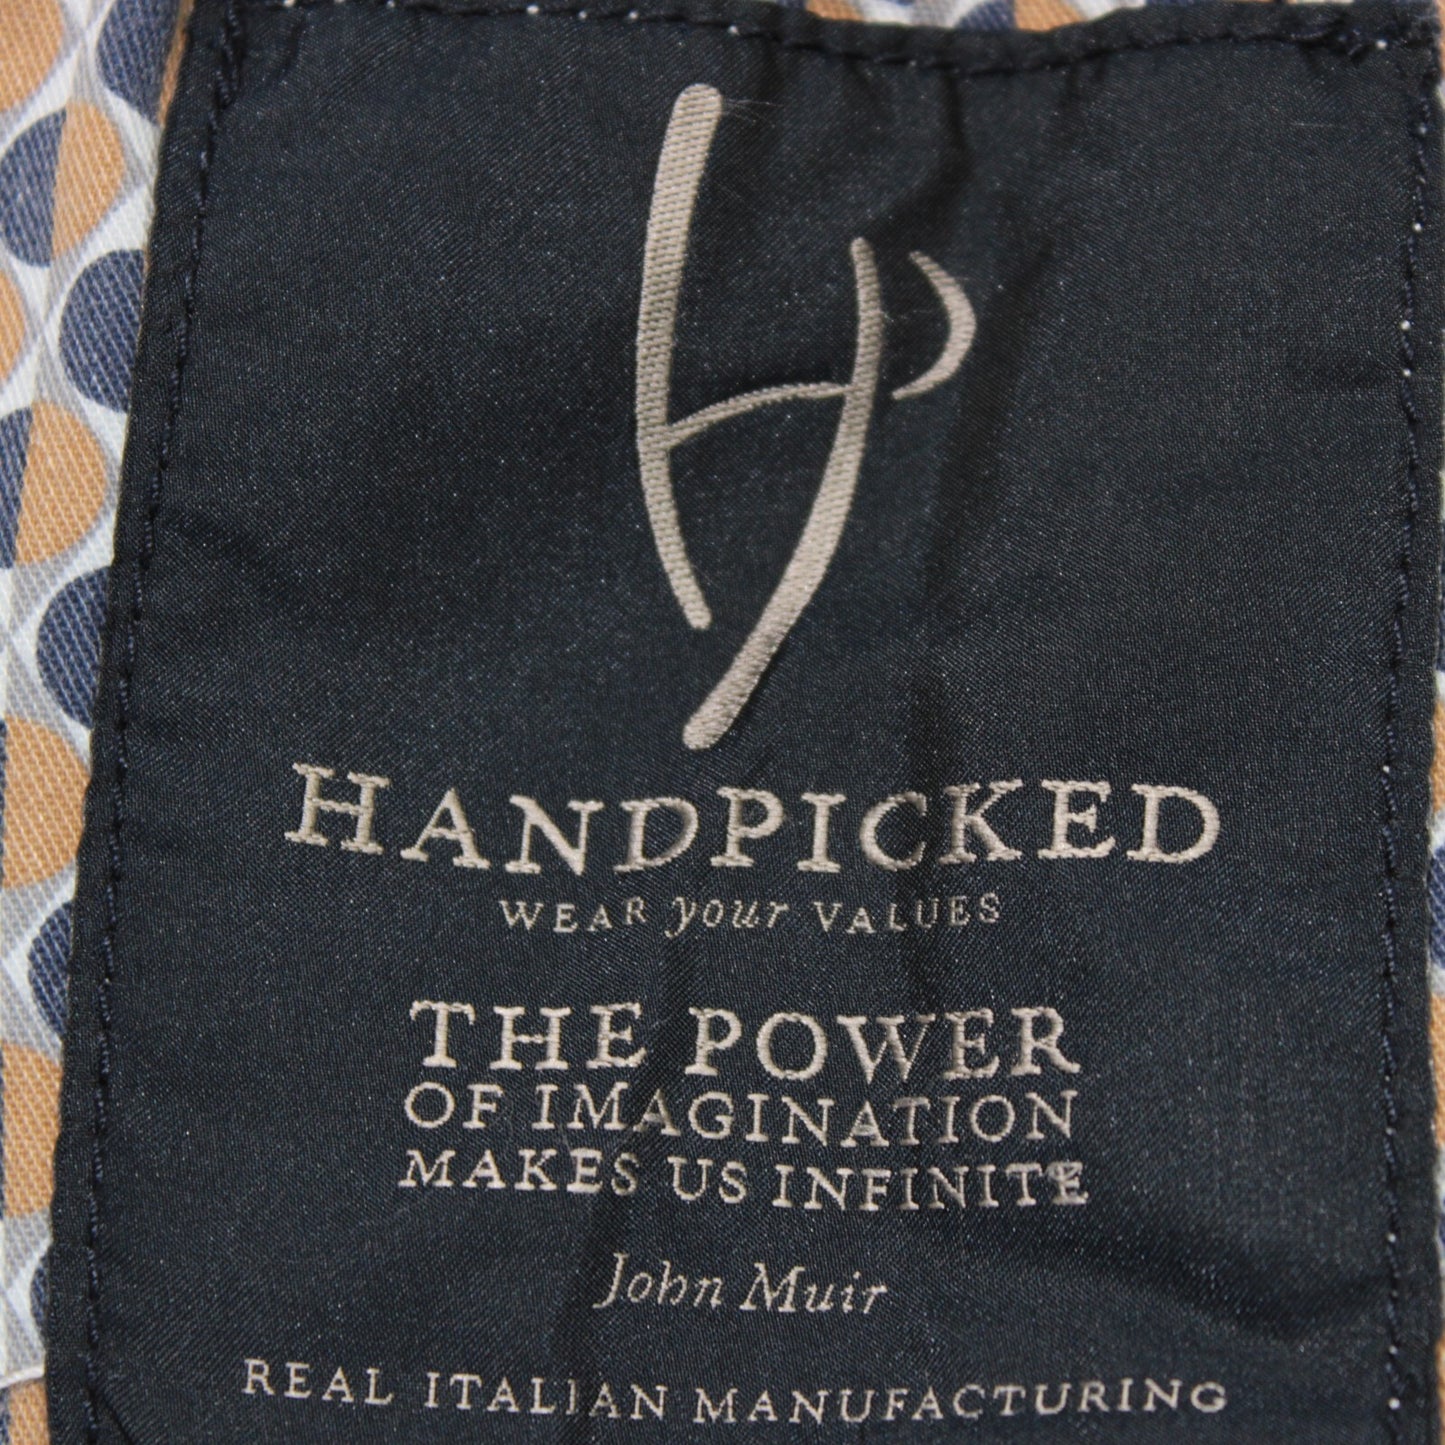 HANDPICKED
WEAR your VALUES
THE POWER
OF IMAGINATION
MAKES US INFINITE
John Muir
REAL ITALIAN MANUFACTURING